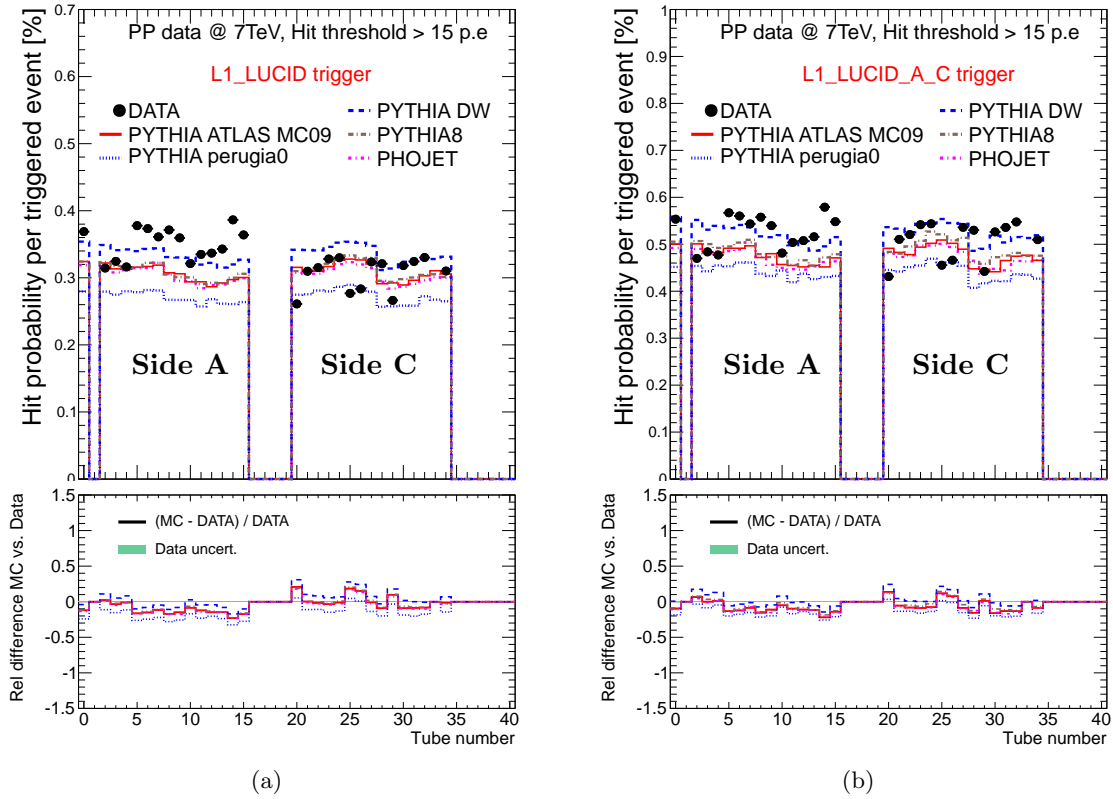 Hit probability per triggered event [%]
0.7
0.6
0.5
0.4
0.3
0.2
0.1
0
PP data @ 7TeV, Hit threshold > 15 p.e
L1_LUCID trigger
DATA
PYTHIA ATLAS MC09
PYTHIA perugia0
PYTHIA DW
PYTHIA8
PHOJET
Side A
Side C
Rel difference MC vs. Data
1.5
1
0.5
0
-0.5
-1
-1.5
(MC - DATA) / DATA
Data uncert.
0 5 10 15 20 25 30 35 40
Tube number
(a)
Hit probability per triggered event [%]
1
0.9
0.8
0.7
0.6
0.5
0.4
0.3
0.2
0.1
0
PP data @ 7TeV, Hit threshold > 15 p.e
L1_LUCID_A_C trigger
DATA
PYTHIA ATLAS MC09
PYTHIA perugia0
PYTHIA DW
PYTHIA8
PHOJET
Side A
Side C
Rel difference MC vs. Data
1.5
1
0.5
0
-0.5
-1
-1.5
(MC - DATA) / DATA
Data uncert.
0 5 10 15 20 25 30 35 40
Tube number
(b)